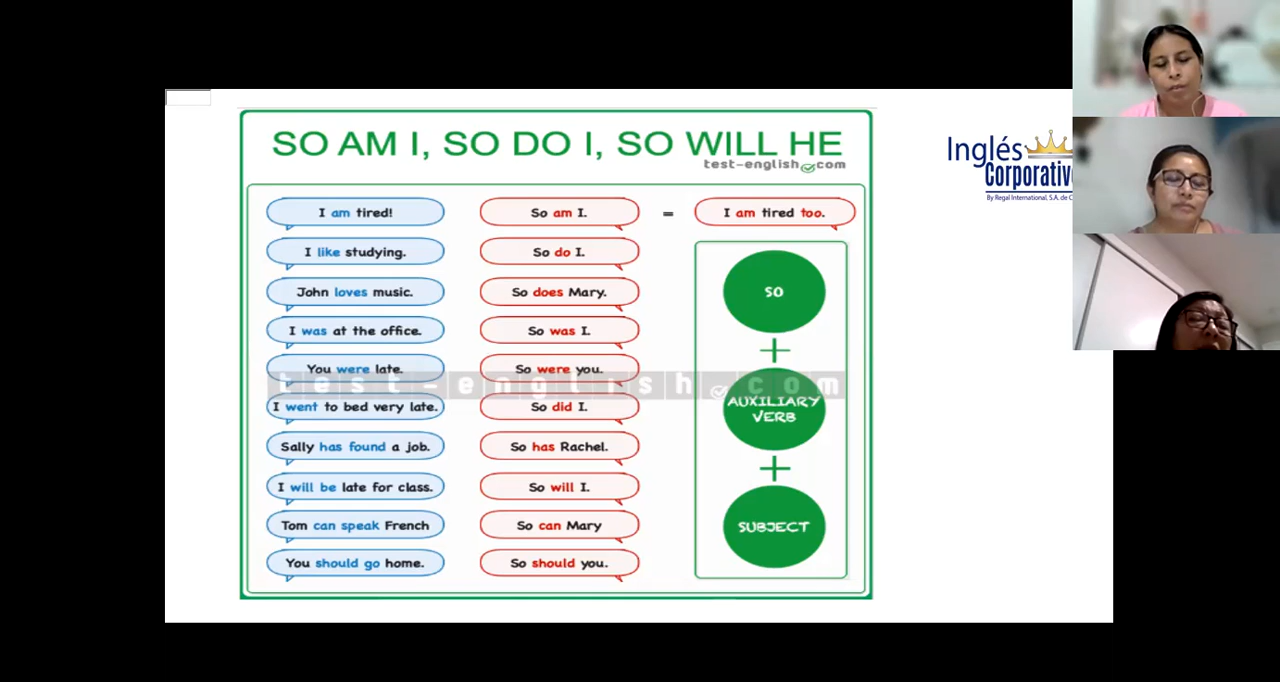 SO AM I, SO DO I, SO WILL HE
test-english.com
I am tired!
So am I.
=
I am tired too.
I like studying.
So do I.
John loves music.
So does Mary.
I was at the office.
So was I.
You were late.
So were you.
I went to bed very late.
So did I.
Sally has found a job.
So has Rachel.
I will be late for class.
So will I.
Tom can speak French
So can Mary
You should go home.
So should you.
SO
+
AUXILIARY
VERB
+
SUBJECT
test-english.com
Inglés
Corporativ
By Regal International, S.A. de C